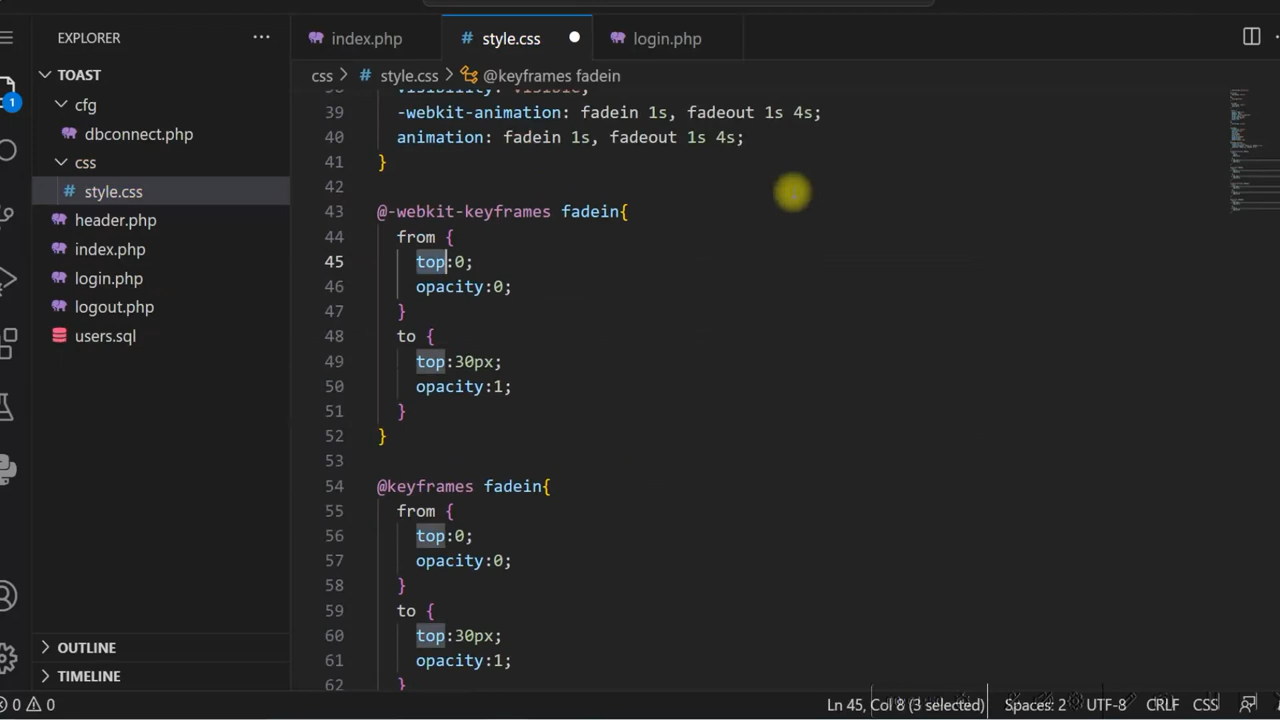 EXPLORER
···
index.php
style.css
login.php
TOAST
cfg
dbconnect.php
css
style.css
header.php
index.php
login.php
logout.php
users.sql
OUTLINE
TIMELINE
1
css > # style.css > @keyframes fadein
visibility: visible;
39 -webkit-animation: fadein 1s, fadeout 1s 4s;
40 animation: fadein 1s, fadeout 1s 4s;
41 }
42
43 @-webkit-keyframes fadein{
44 from {
45 top:0;
46 opacity:0;
47 }
48 to {
49 top:30px;
50 opacity:1;
51 }
52 }
53
54 @keyframes fadein{
55 from {
56 top:0;
57 opacity:0;
58 }
59 to {
60 top:30px;
61 opacity:1;
62 }
0 0
Ln 45, Col 8 (3 selected)
Spaces: 2
UTF-8
CRLF
CSS